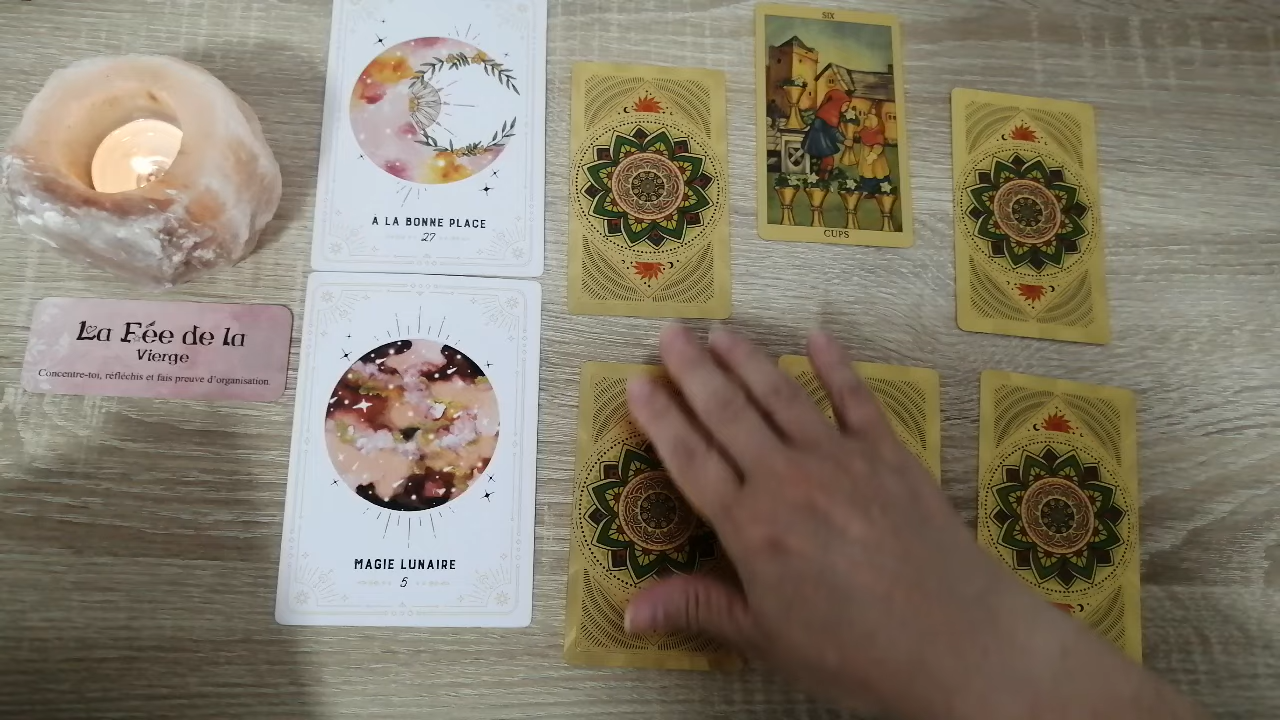 À LA BONNE PLACE
27
La Fée de la
Vierge
Concentre-toi, réfléchis et fais preuve d'organisation.
MAGIE LUNAIRE
5
SIX
CUPS